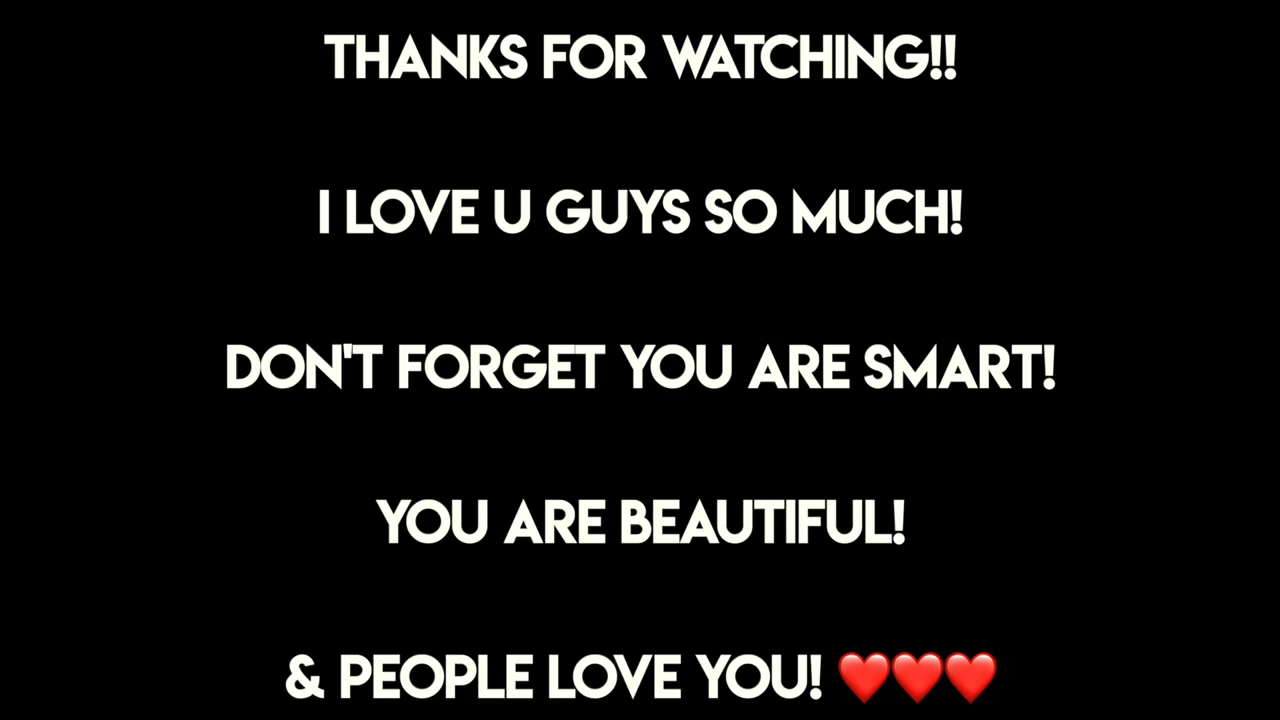 THANKS FOR WATCHING!!
I LOVE U GUYS SO MUCH!
DON'T FORGET YOU ARE SMART!
YOU ARE BEAUTIFUL!
& PEOPLE LOVE YOU! ❤️❤️❤️